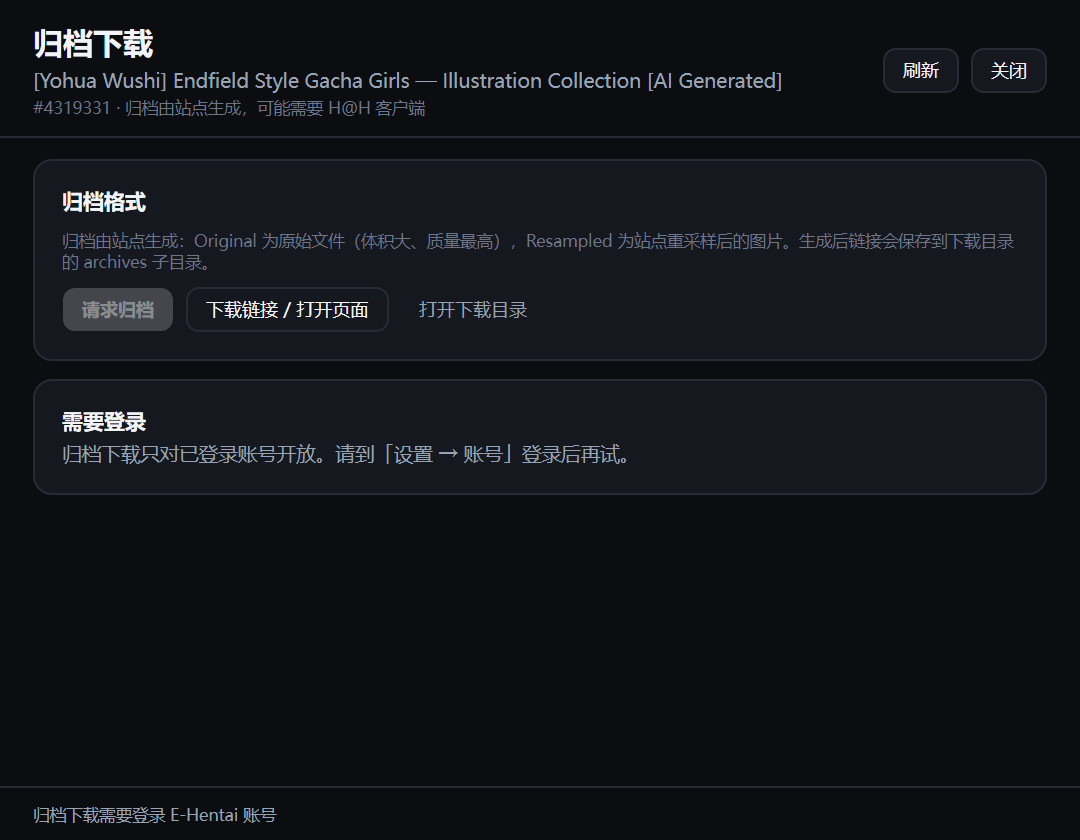 归档下载
[Yohua Wushi] Endfield Style Gacha Girls — Illustration Collection [AI Generated]
#4319331 · 归档由站点生成，可能需要 H@H 客户端
刷新
关闭
归档格式
归档由站点生成：Original 为原始文件（体积大、质量最高），Resampled 为站点重采样后的图片。生成后链接会保存到下载目录
的 archives 子目录。
请求归档
下载链接 / 打开页面
打开下载目录
需要登录
归档下载只对已登录账号开放。请到「设置 → 账号」登录后再试。
归档下载需要登录 E-Hentai 账号